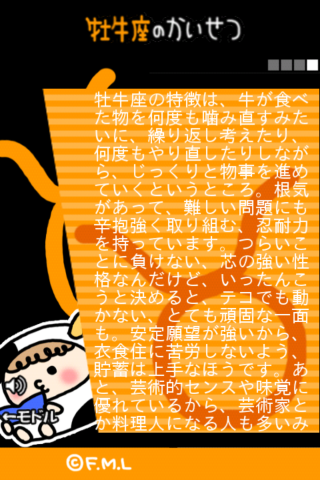 牡牛座のかいせつ
牡牛座の特徴は、牛が食べ
た物を何度も噛み直すみた
いに、繰り返し考えたり、
何度もやり直したりしなが
ら、じっくりと物事を進め
ていくというところ。根気
があって、難しい問題にも
辛抱強く取り組む、忍耐力
を持っています。つらいこ
とに負けない、芯の強い性
格なんだけど、いったんこ
うと決めると、テコでも動
かない、とても頑固な一面
も。安定願望が強いから、
衣食住に苦労しないよう、
貯蓄は上手なほうです。あ
と、芸術的センスや味覚に
優れているから、芸術家と
か料理人になる人も多いみ
←モドル
©F.M.L